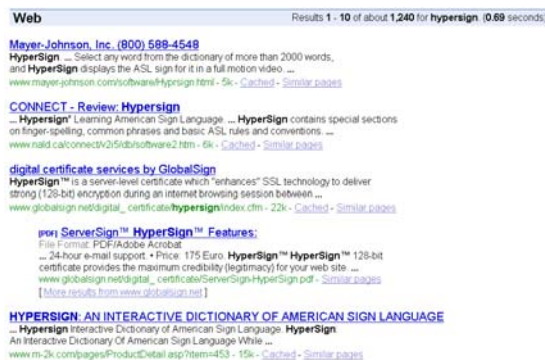 Web Results 1 - 10 of about 1,240 for hypersign. (0.69 seconds)
Mayer-Johnson, Inc. (800) 588-4548
HyperSign. ... Select any word from the dictionary of more than 2000 words,
and HyperSign displays the ASL sign for it in a full motion video. ...
www.mayer-johnson.com/software/Hyprsign.html - 5k - Cached - Similar pages
CONNECT - Review: Hypersign
... Hypersign" Learning American Sign Language. ... HyperSign contains special sections
on finger-spelling, common phrases and basic ASL rules and conventions. ...
www.nald.ca/connect/v2i5/db/software2.htm - 6k - Cached - Similar pages
digital certificate services by GlobalSign
HyperSign™ is a server-level certificate which "enhances" SSL technology to deliver
strong (128-bit) encryption during an internet browsing session between ...
www.globalsign.net/digital_certificate/hypersign/index.cfm - 22k - Cached - Similar pages
[PDF] ServerSign™ HyperSign™ Features:
File Format: PDF/Adobe Acrobat
... 24-hour e-mail support. • Price: 175 Euro. HyperSign™ HyperSign™ 128-bit
certificate provides the maximum credibility (legitimacy) for your web site. ...
www.globalsign.net/digital_certificate/ServerSign-HyperSign.pdf - Similar pages
[ More results from www.globalsign.net ]
HYPERSIGN: AN INTERACTIVE DICTIONARY OF AMERICAN SIGN LANGUAGE
... Hypersign Interactive Dictionary of American Sign Language. HyperSign:
An Interactive Dictionary Of American Sign Language While ...
www.m-2k.com/pages/ProductDetail.asp?item=453 - 15k - Cached - Similar pages